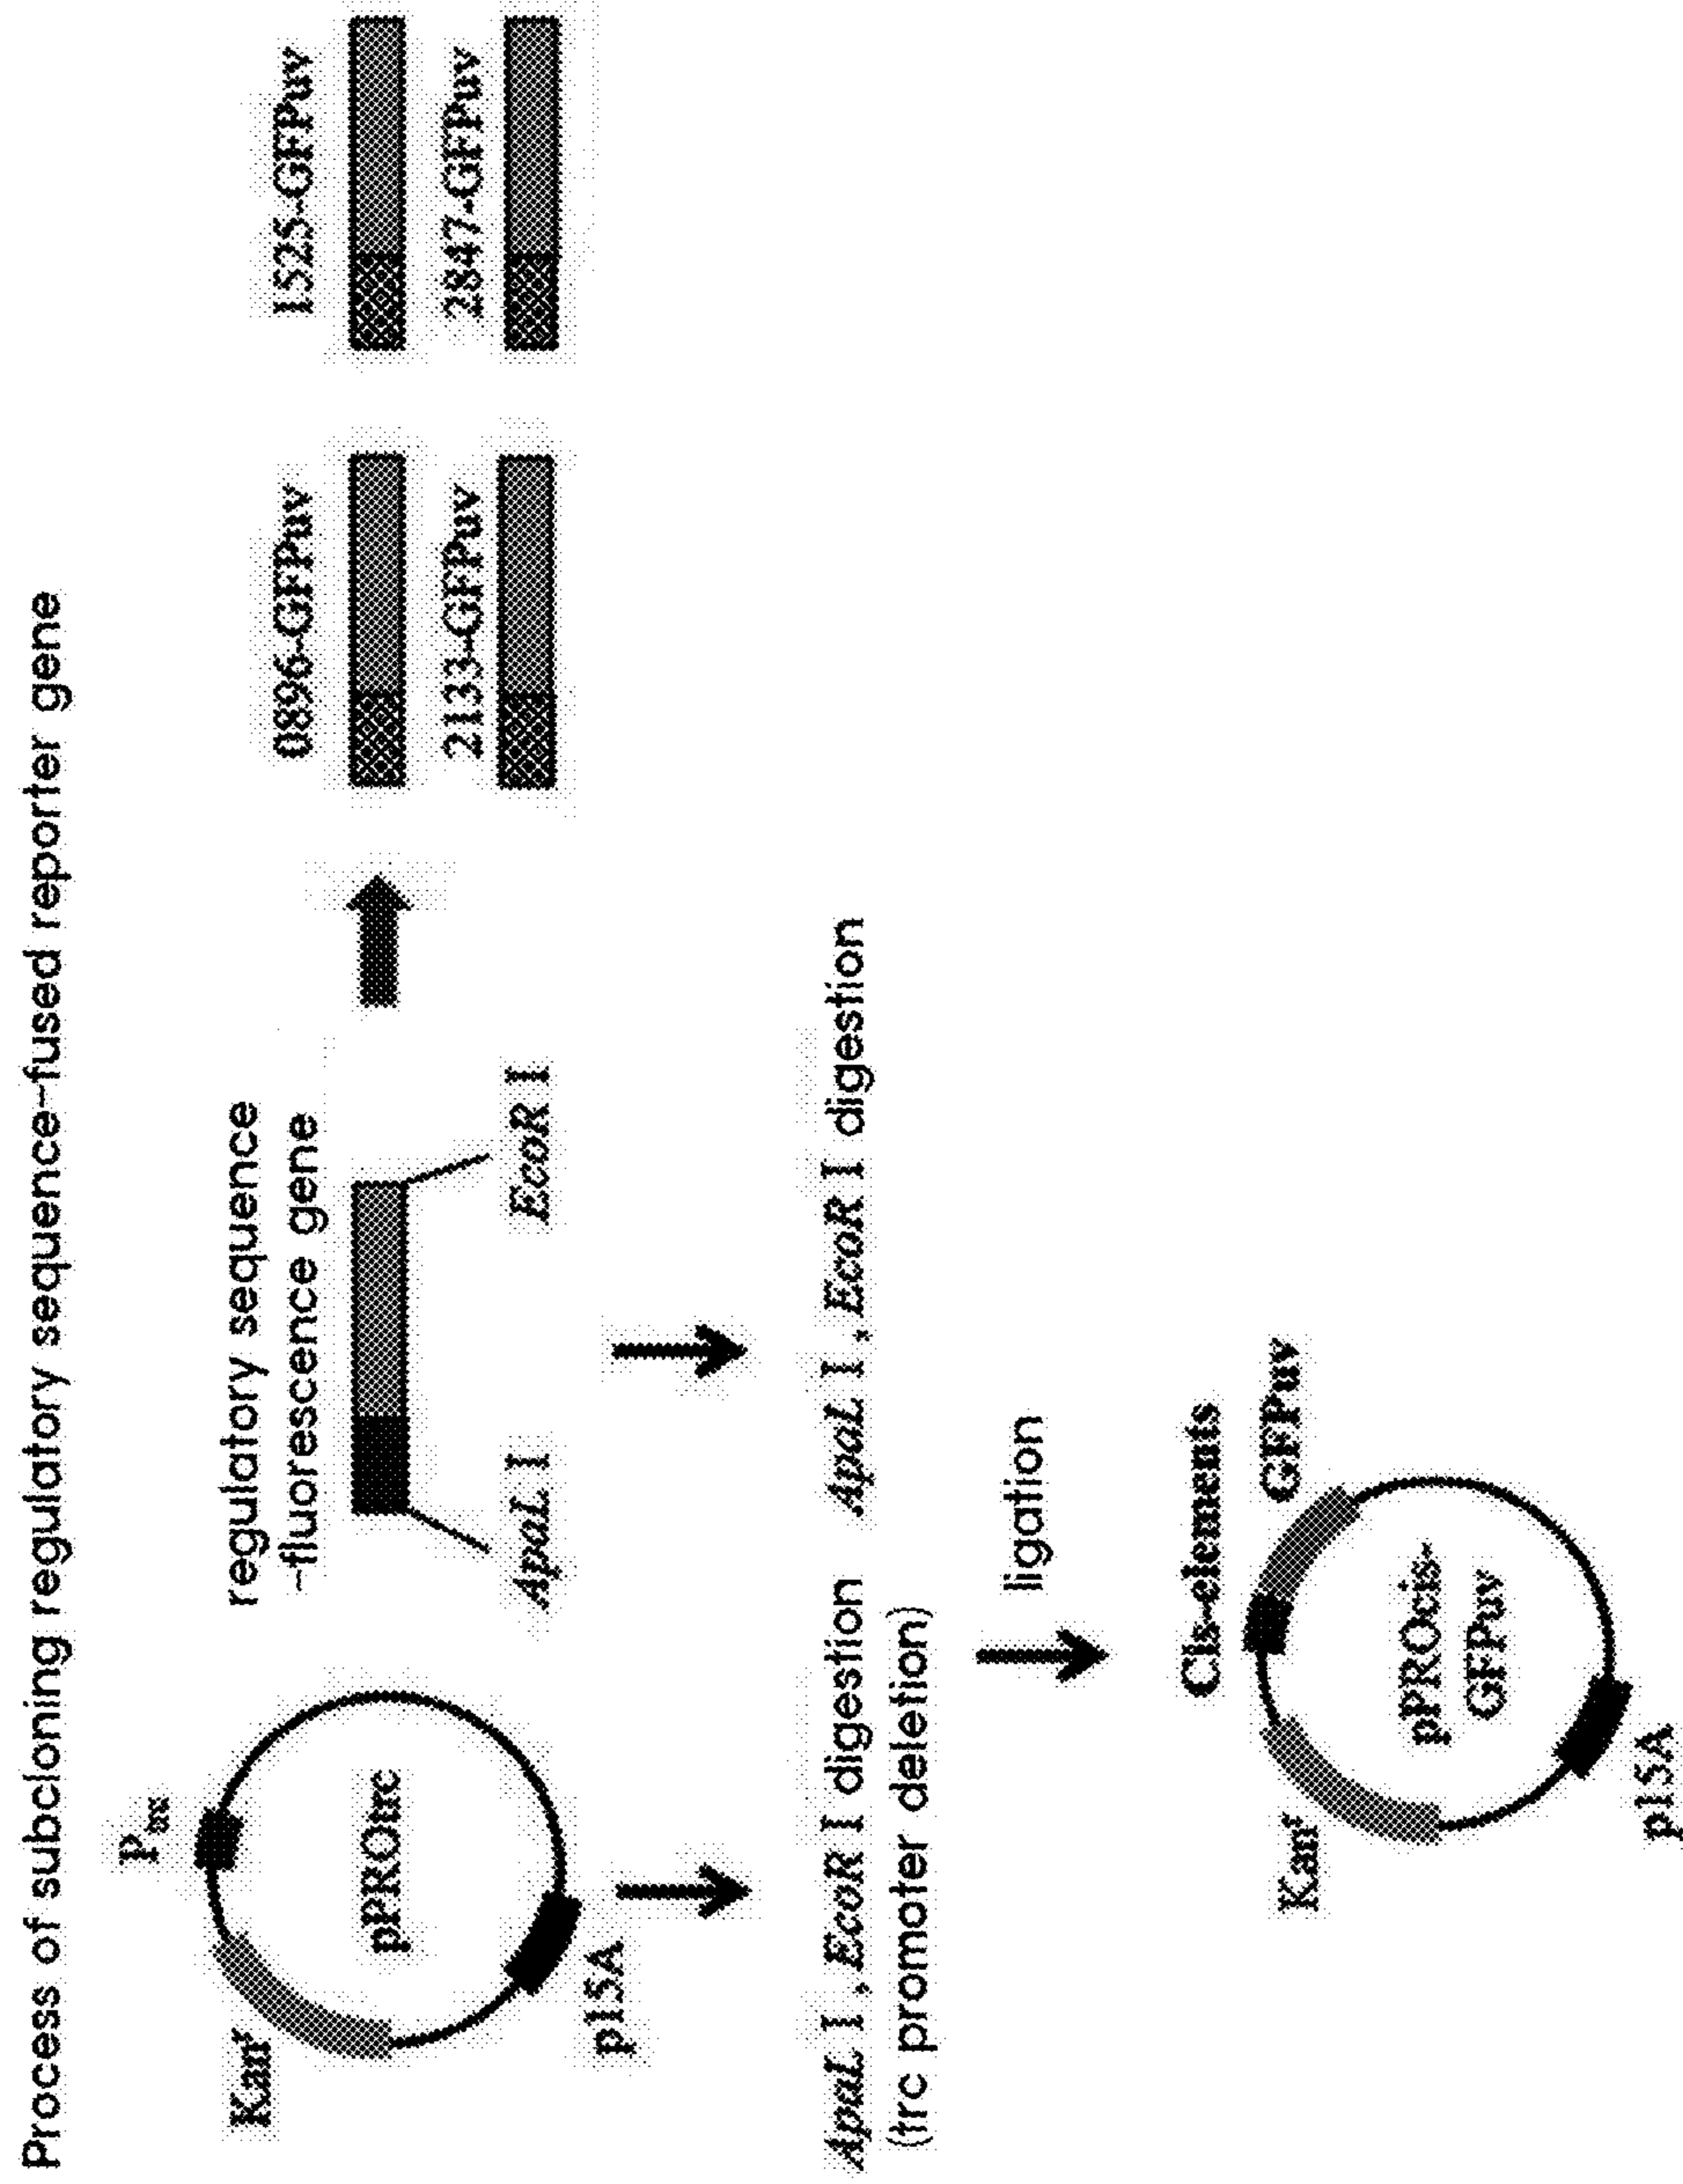 Process of subcloning regulatory sequence-fused reporter gene
Kanʳ
pPROtrc
p15A
regulatory sequence
-fluorescence gene
ApaL I
EcoR I
0896-GFPuv
1525-GFPuv
2133-GFPuv
2847-GFPuv
ApaL I, EcoR I digestion
(trc promoter deletion)
ApaL I, EcoR I digestion
ligation
Cis-elements
GFPuv
Kanʳ
pPROcis-
GFPuv
p15A